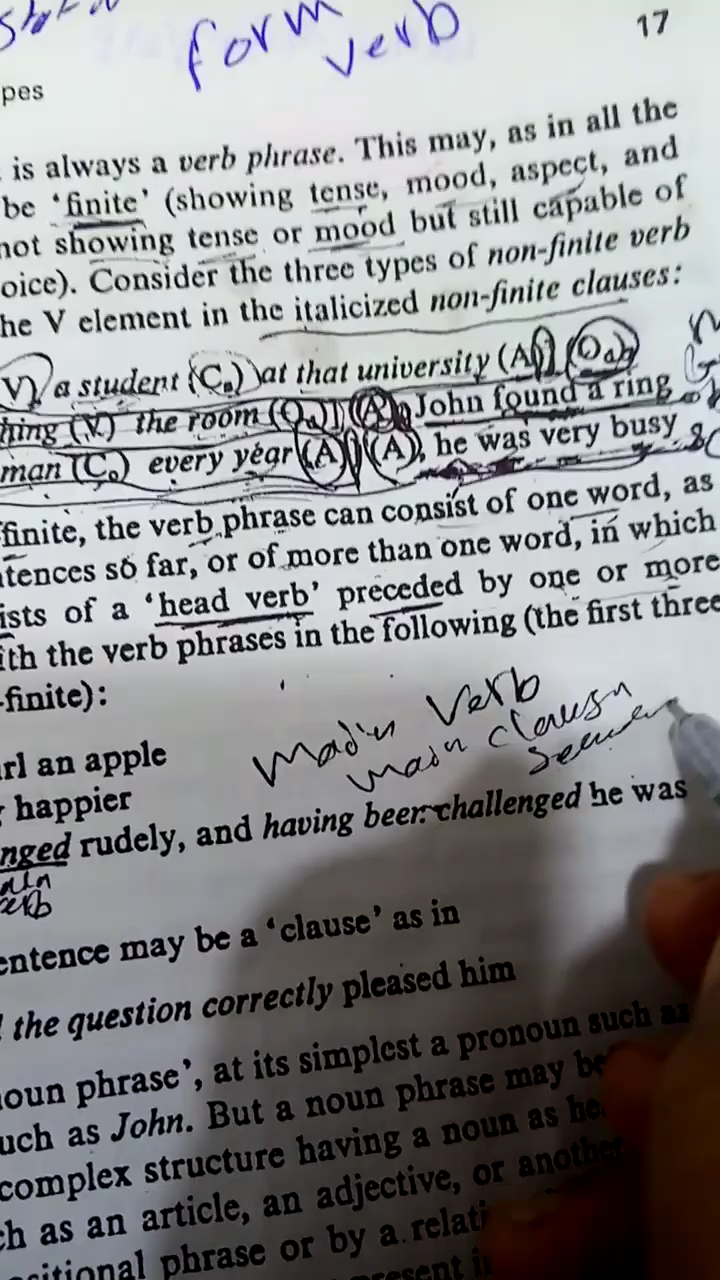 form
verb
17
pes
is always a verb phrase. This may, as in all the
be ‘finite’ (showing tense, mood, aspect, and
not showing tense or mood but still capable of
oice). Consider the three types of non-finite verb
he V element in the italicized non-finite clauses:
V) a student (Cs) at that university (A)] (Od)
hing (V) the room (Od)] (A), John found a ring
man (Co) every year (A)] (A), he was very busy
finite, the verb phrase can consist of one word, as
tences so far, or of more than one word, in which
ists of a ‘head verb’ preceded by one or more
ith the verb phrases in the following (the first three
-finite):
verb
main
rl an apple
happier
nged rudely, and having been challenged he was
entence may be a ‘clause’ as in
the question correctly pleased him
oun phrase’, at its simplest a pronoun such as
uch as John. But a noun phrase may be
complex structure having a noun as he
ch as an article, an adjective, or another
sitional phrase or by a relati
present i